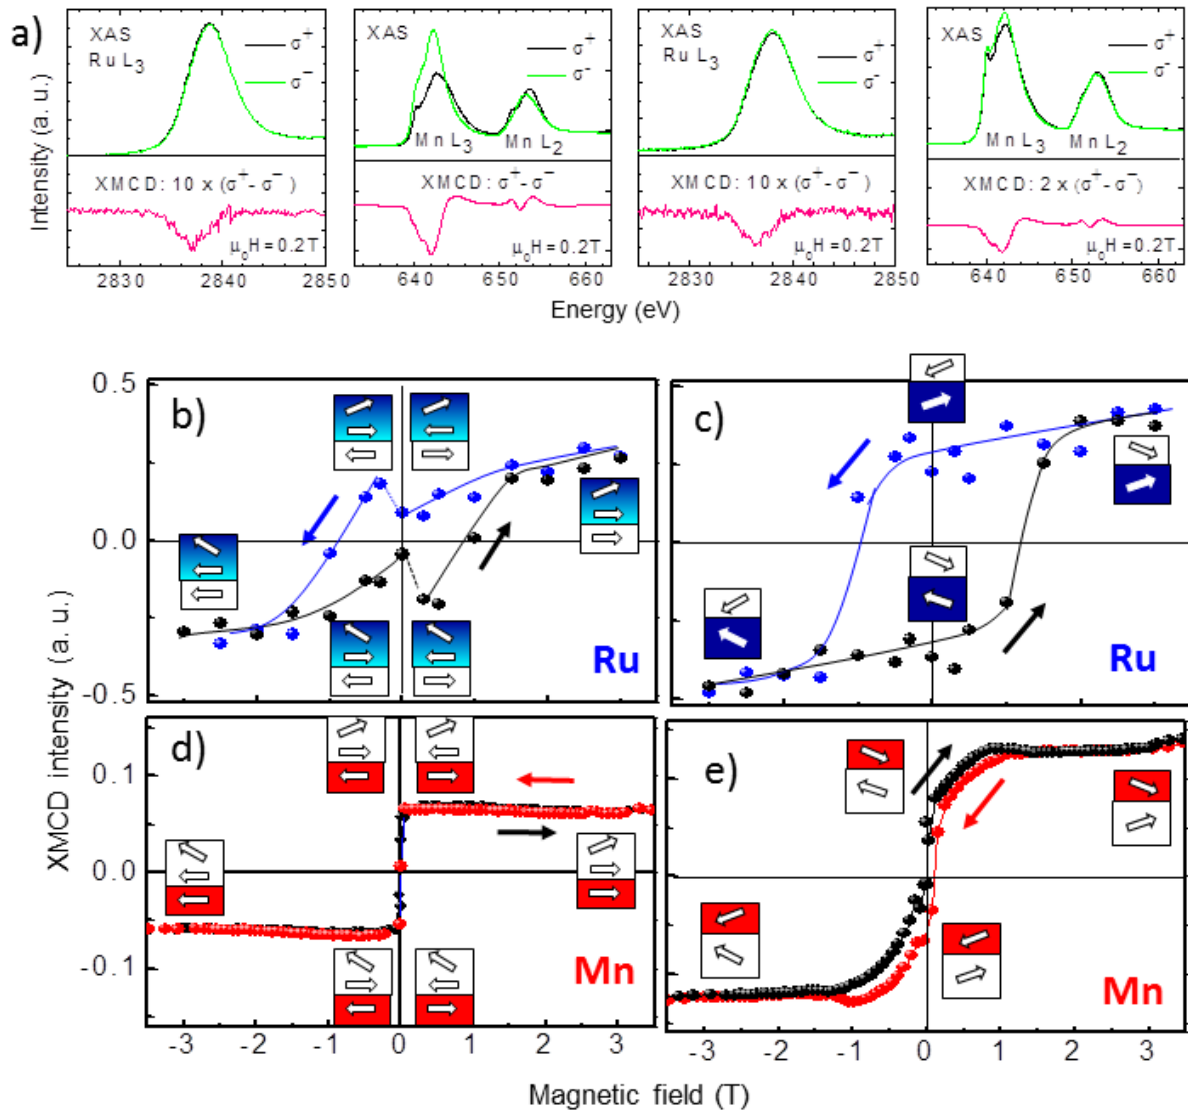 a)
Intensity (a. u.)
XAS
Ru L3
σ+
σ−
XMCD: 10 x (σ+- σ−)
μoH = 0.2T
2830 2840 2850
XAS
σ+
σ-
Mn L3 Mn L2
XMCD: σ+- σ−
μoH = 0.2T
640 650 660
XAS
Ru L3
σ+
σ−
XMCD: 10 x (σ+- σ−)
μoH = 0.2T
2830 2840 2850
XAS
σ+
σ-
Mn L3 Mn L2
XMCD: 2 x (σ+- σ−)
μoH = 0.2T
640 650 660
Energy (eV)
XMCD intensity (a. u.)
0.5
0.0
-0.5
b)
Ru
c)
Ru
0.1
0.0
-0.1
d)
Mn
e)
Mn
-3 -2 -1 0 1 2 3
-3 -2 -1 0 1 2 3
Magnetic field (T)